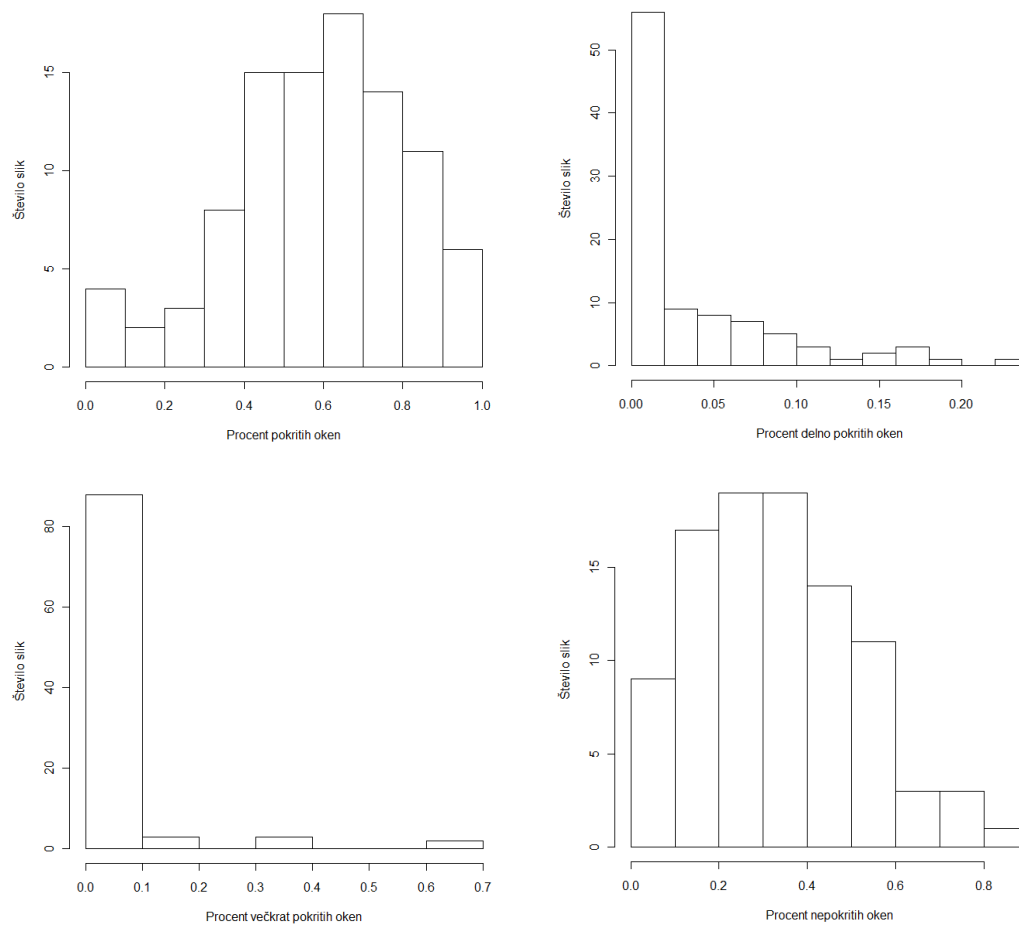 15
10
5
0
Število slik
0.0 0.2 0.4 0.6 0.8 1.0
Procent pokritih oken
50
40
30
20
10
0
Število slik
0.00 0.05 0.10 0.15 0.20
Procent delno pokritih oken
80
60
40
20
0
Število slik
0.0 0.1 0.2 0.3 0.4 0.5 0.6 0.7
Procent večkrat pokritih oken
15
10
5
0
Število slik
0.0 0.2 0.4 0.6 0.8
Procent nepokritih oken